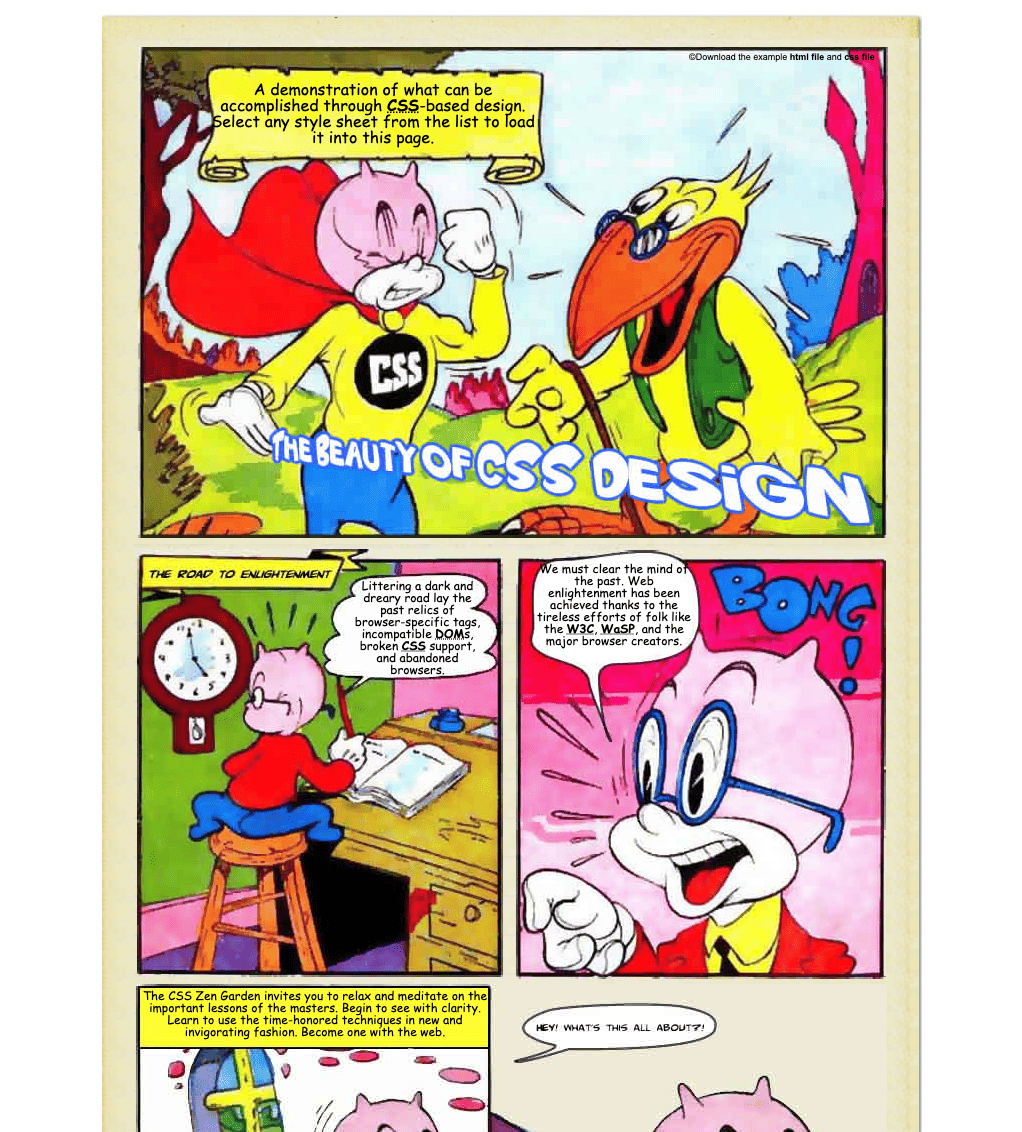 ©Download the example html file and css file
A demonstration of what can be
accomplished through CSS-based design.
Select any style sheet from the list to load
it into this page.
CSS
THE BEAUTY OF CSS DESiGN
THE ROAD TO ENLIGHTENMENT
Littering a dark and
dreary road lay the
past relics of
browser-specific tags,
incompatible DOMs,
broken CSS support,
and abandoned
browsers.
We must clear the mind of
the past. Web
enlightenment has been
achieved thanks to the
tireless efforts of folk like
the W3C, WaSP, and the
major browser creators.
BONG!!
The CSS Zen Garden invites you to relax and meditate on the
important lessons of the masters. Begin to see with clarity.
Learn to use the time-honored techniques in new and
invigorating fashion. Become one with the web.
HEY! WHAT'S THIS ALL ABOUT?!